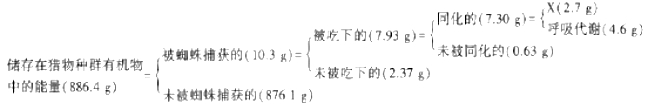 储存在猎物种群有机物
中的能量(886.4 g)
=
被蜘蛛捕获的(10.3 g)=
被吃下的(7.93 g)=
同化的(7.30 g)=
X(2.7 g)
呼吸代谢(4.6 g)
未被同化的(0.63 g)
未被吃下的(2.37 g)
未被蜘蛛捕获的(876.1 g)